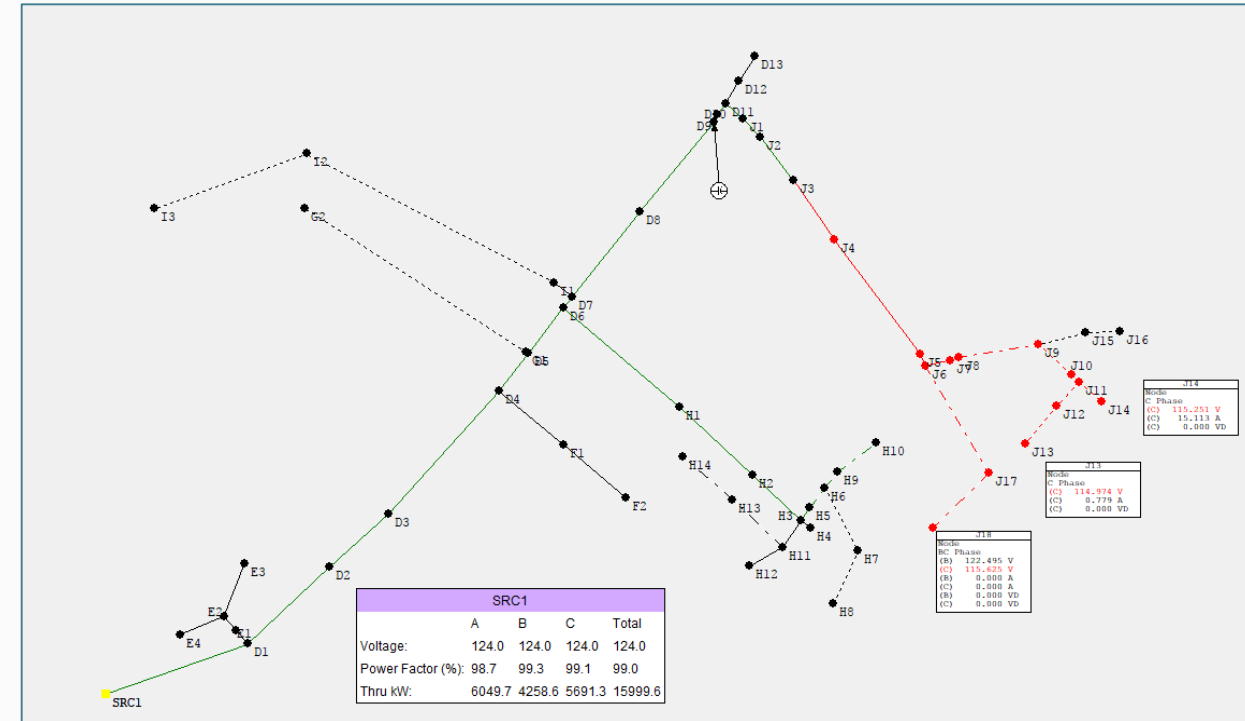 D13
D12
D10
D11
D9
J1
J2
I2
J3
I3
G2
D8
J4
I1
D7
D6
J15
J16
J9
G1
D5
J5
J8
J7
J6
J10
J11
D4
J12
J14
H1
J14
Node
C Phase
(C) 115.251 V
(C) 15.113 A
(C) 0.000 VD
F1
H10
J13
H14
H2
H9
J17
J13
Node
C Phase
(C) 114.974 V
(C) 0.779 A
(C) 0.000 VD
H6
F2
H13
H5
D3
H3
H4
J18
Node
BC Phase
(B) 122.495 V
(C) 115.625 V
(B) 0.000 A
(C) 0.000 A
(B) 0.000 VD
(C) 0.000 VD
H11
H7
E3
D2
H12
SRC1
A B C Total
Voltage: 124.0 124.0 124.0 124.0
Power Factor (%): 98.7 99.3 99.1 99.0
Thru kW: 6049.7 4258.6 5691.3 15999.6
H8
E2
E1
E4
D1
SRC1